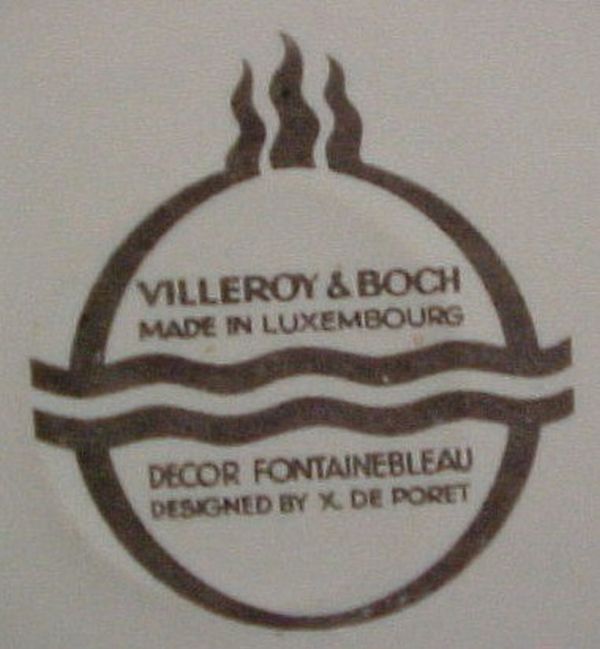 VILLEROY & BOCH
MADE IN LUXEMBOURG
DECOR FONTAINEBLEAU
DESIGNED BY X. DE PORET